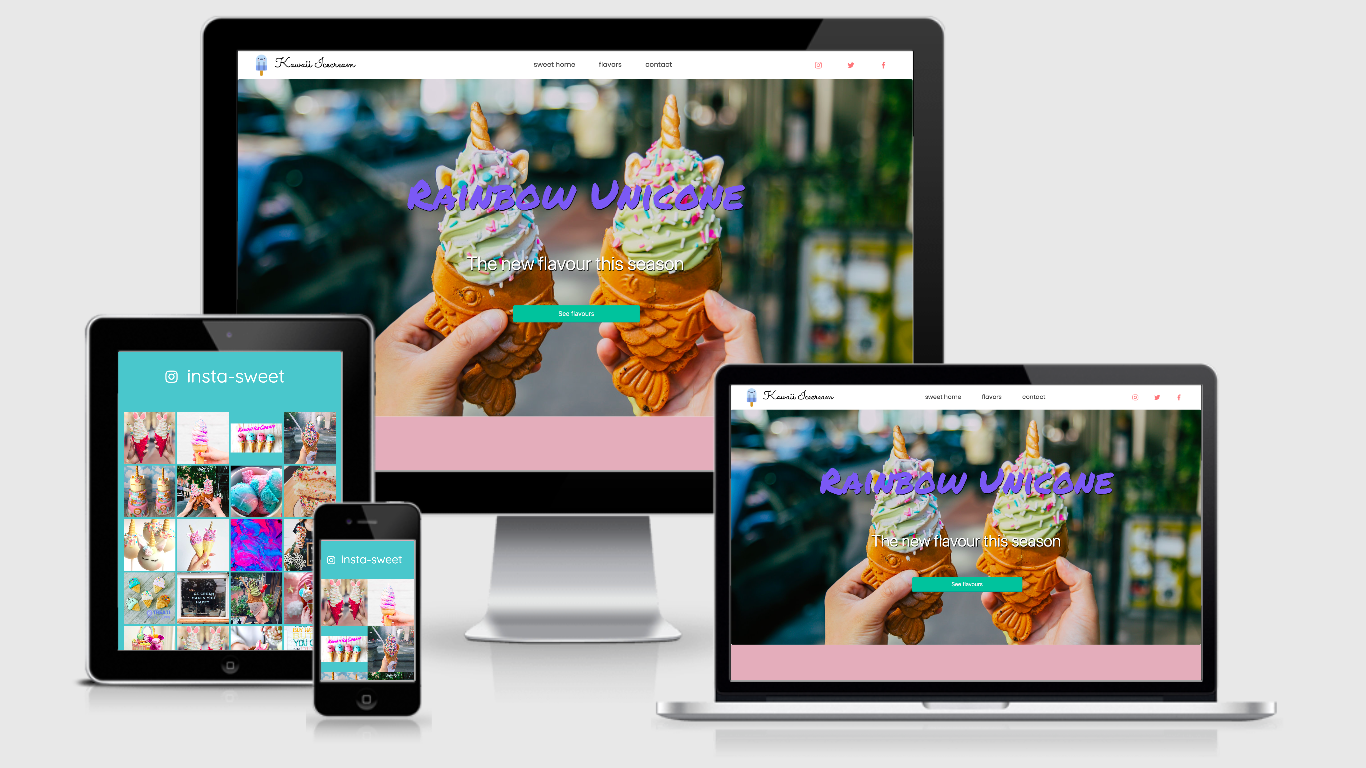 Kawaii Icecream
sweet home flavors contact
Rainbow Unicone
The new flavour this season
See flavours
insta-sweet
insta-sweet
Kawaii Icecream
sweet home flavors contact
Rainbow Unicone
The new flavour this season
See flavours